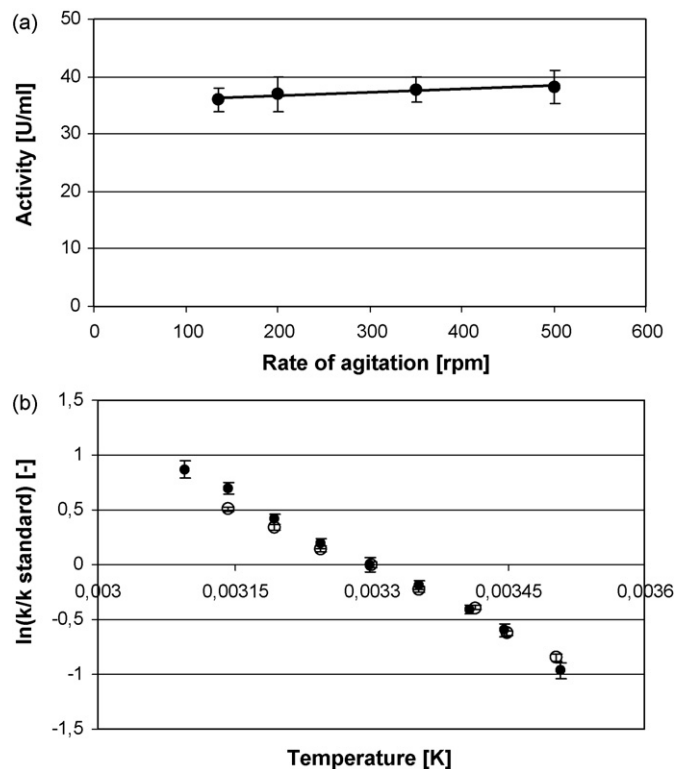 (a)
50
40
30
20
10
0
Activity [U/ml]
0 100 200 300 400 500 600
Rate of agitation [rpm]
(b)
1,5
1
0,5
0
-0,5
-1
-1,5
ln(k/k standard) [-]
0,003 0,00315 0,0033 0,00345 0,0036
Temperature [K]